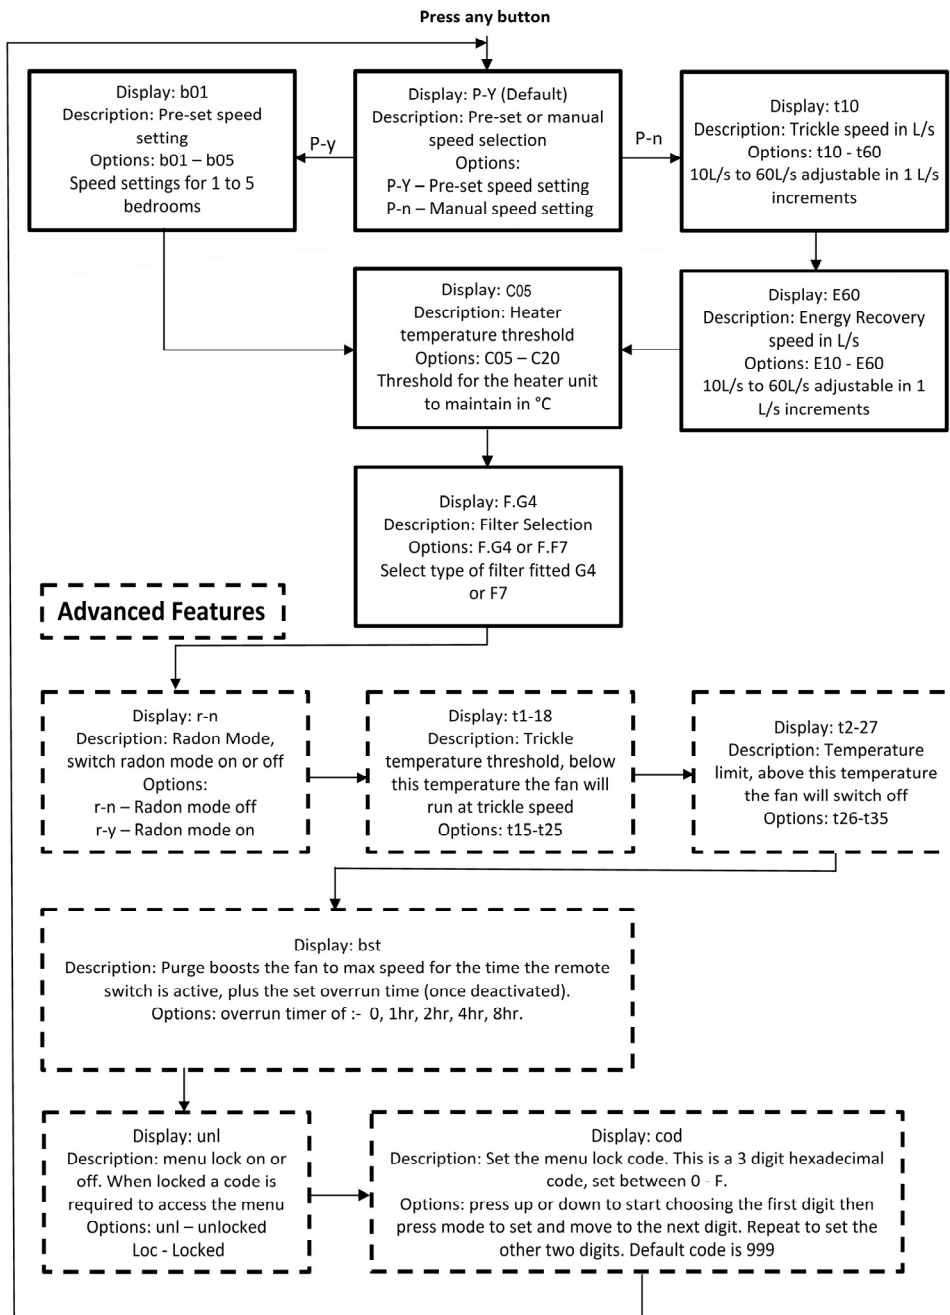 Press any button
Display: b01
Description: Pre-set speed
setting
Options: b01 – b05
Speed settings for 1 to 5
bedrooms
P-y
Display: P-Y (Default)
Description: Pre-set or manual
speed selection
Options:
P-Y – Pre-set speed setting
P-n – Manual speed setting
P-n
Display: t10
Description: Trickle speed in L/s
Options: t10 - t60
10L/s to 60L/s adjustable in 1 L/s
increments
Display: C05
Description: Heater
temperature threshold
Options: C05 – C20
Threshold for the heater unit
to maintain in °C
Display: E60
Description: Energy Recovery
speed in L/s
Options: E10 - E60
10L/s to 60L/s adjustable in 1
L/s increments
Display: F.G4
Description: Filter Selection
Options: F.G4 or F.F7
Select type of filter fitted G4
or F7
Advanced Features
Display: r-n
Description: Radon Mode,
switch radon mode on or off
Options:
r-n – Radon mode off
r-y – Radon mode on
Display: t1-18
Description: Trickle
temperature threshold, below
this temperature the fan will
run at trickle speed
Options: t15-t25
Display: t2-27
Description: Temperature
limit, above this temperature
the fan will switch off
Options: t26-t35
Display: bst
Description: Purge boosts the fan to max speed for the time the remote
switch is active, plus the set overrun time (once deactivated).
Options: overrun timer of :- 0, 1hr, 2hr, 4hr, 8hr.
Display: unl
Description: menu lock on or
off. When locked a code is
required to access the menu
Options: unl – unlocked
Loc - Locked
Display: cod
Description: Set the menu lock code. This is a 3 digit hexadecimal
code, set between 0 - F.
Options: press up or down to start choosing the first digit then
press mode to set and move to the next digit. Repeat to set the
other two digits. Default code is 999